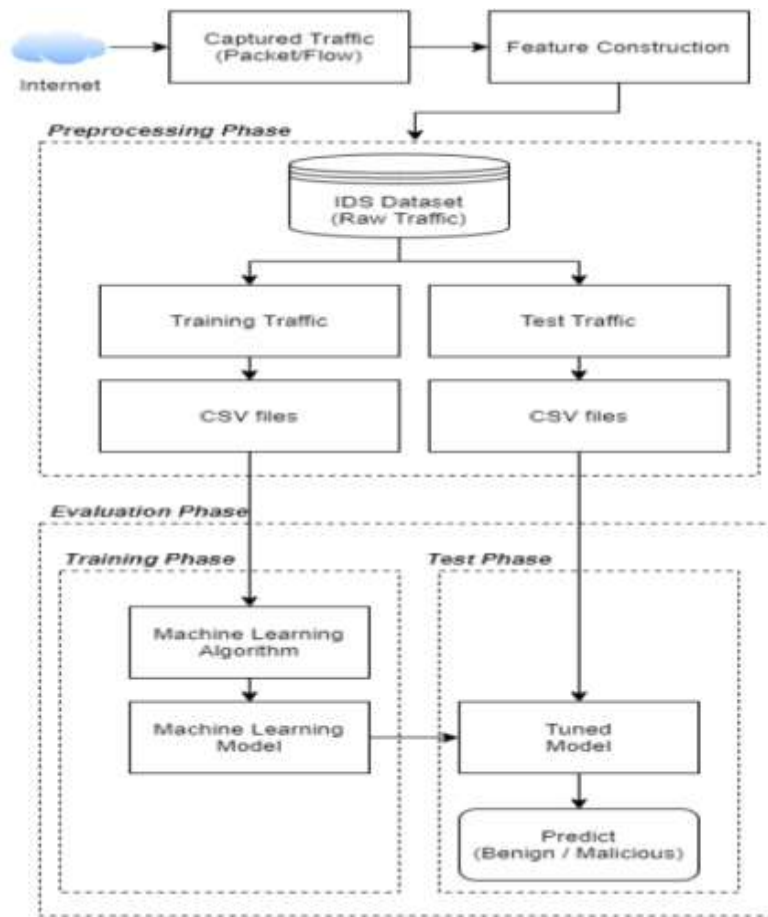 Internet
Captured Traffic
(Packet/Flow)
Feature Construction
Preprocessing Phase
IDS Dataset
(Raw Traffic)
Training Traffic
Test Traffic
CSV files
CSV files
Evaluation Phase
Training Phase
Test Phase
Machine Learning
Algorithm
Machine Learning
Model
Tuned
Model
Predict
(Benign / Malicious)